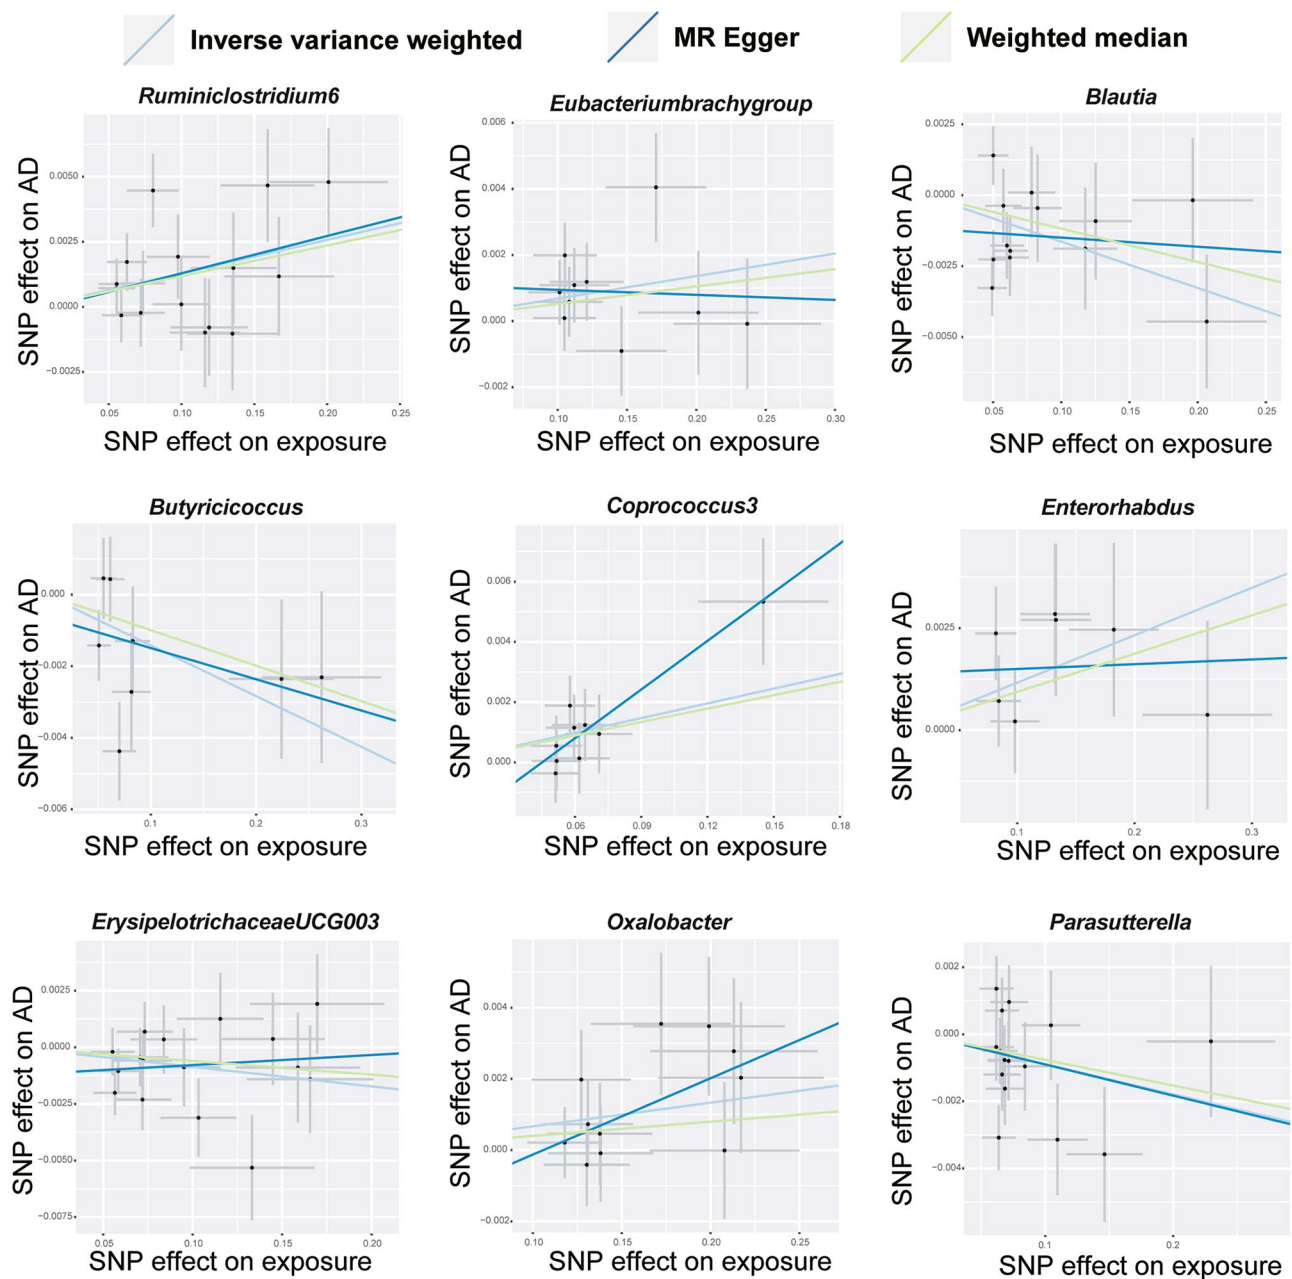 Inverse variance weighted MR Egger Weighted median
Ruminiclostridium6
SNP effect on AD
0.0050
0.0025
0.0000
−0.0025
0.05 0.10 0.15 0.20 0.25
SNP effect on exposure
Eubacteriumbrachygroup
SNP effect on AD
0.006
0.004
0.002
0.000
−0.002
0.10 0.15 0.20 0.25 0.30
SNP effect on exposure
Blautia
SNP effect on AD
0.0025
0.0000
−0.0025
−0.0050
0.05 0.10 0.15 0.20 0.25
SNP effect on exposure
Butyricicoccus
SNP effect on AD
0.000
−0.002
−0.004
−0.006
0.1 0.2 0.3
SNP effect on exposure
Coprococcus3
SNP effect on AD
0.006
0.004
0.002
0.000
0.06 0.09 0.12 0.15 0.18
SNP effect on exposure
Enterorhabdus
SNP effect on AD
0.0025
0.0000
0.1 0.2 0.3
SNP effect on exposure
ErysipelotrichaceaeUCG003
SNP effect on AD
0.0025
0.0000
−0.0025
−0.0050
−0.0075
0.05 0.10 0.15 0.20
SNP effect on exposure
Oxalobacter
SNP effect on AD
0.004
0.002
0.000
−0.002
0.10 0.15 0.20 0.25
SNP effect on exposure
Parasutterella
SNP effect on AD
0.002
0.000
−0.002
−0.004
0.1 0.2
SNP effect on exposure